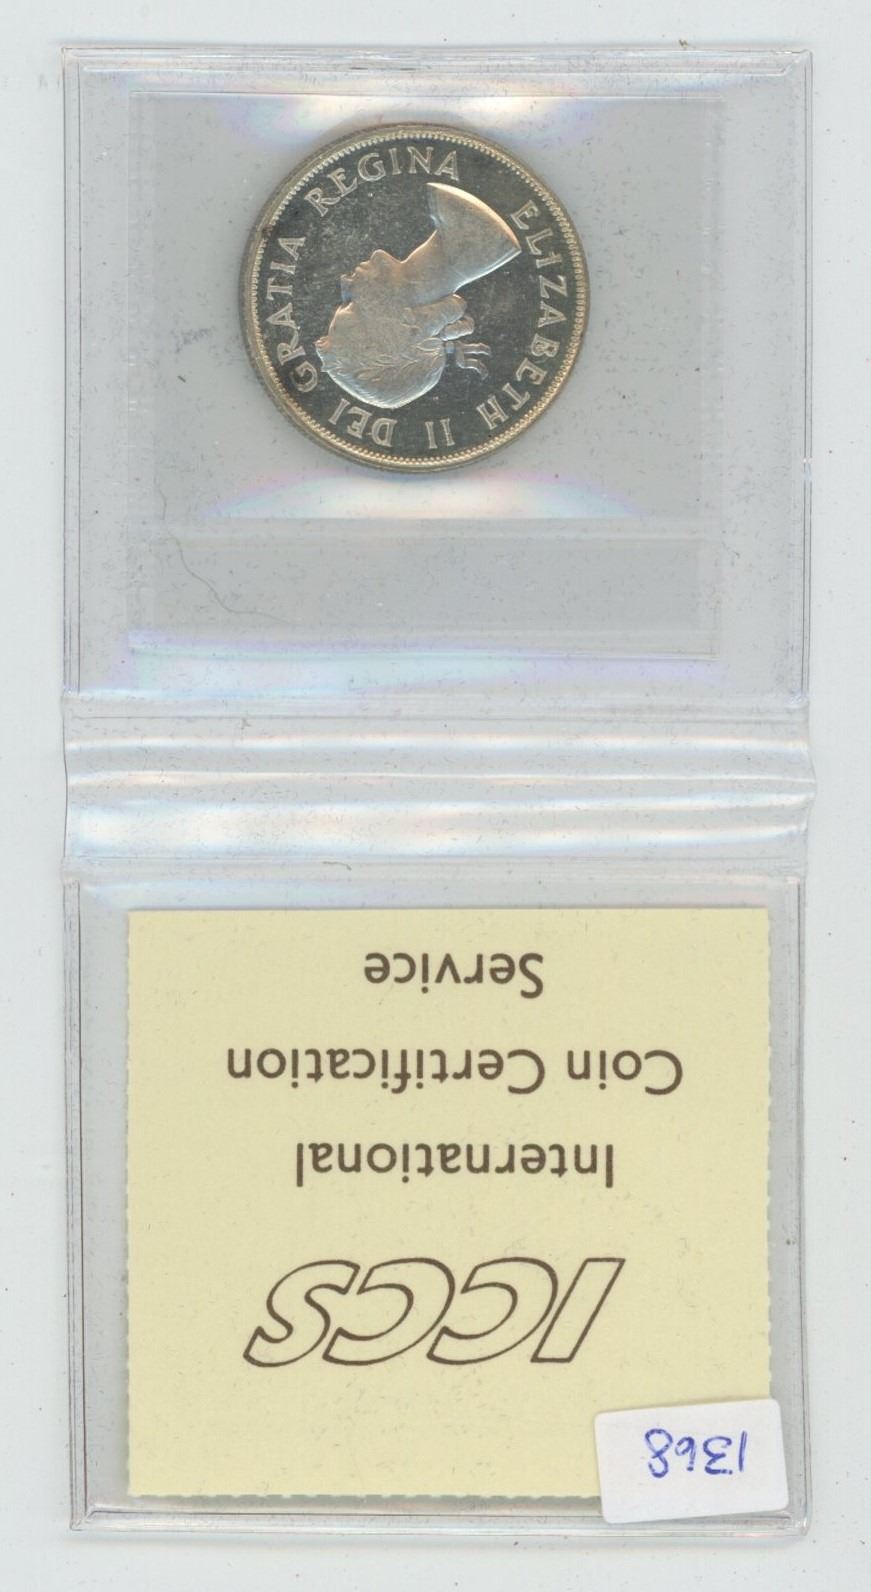 ELIZABETH II DEI GRATIA REGINA
ICCS
International
Coin Certification
Service
1368